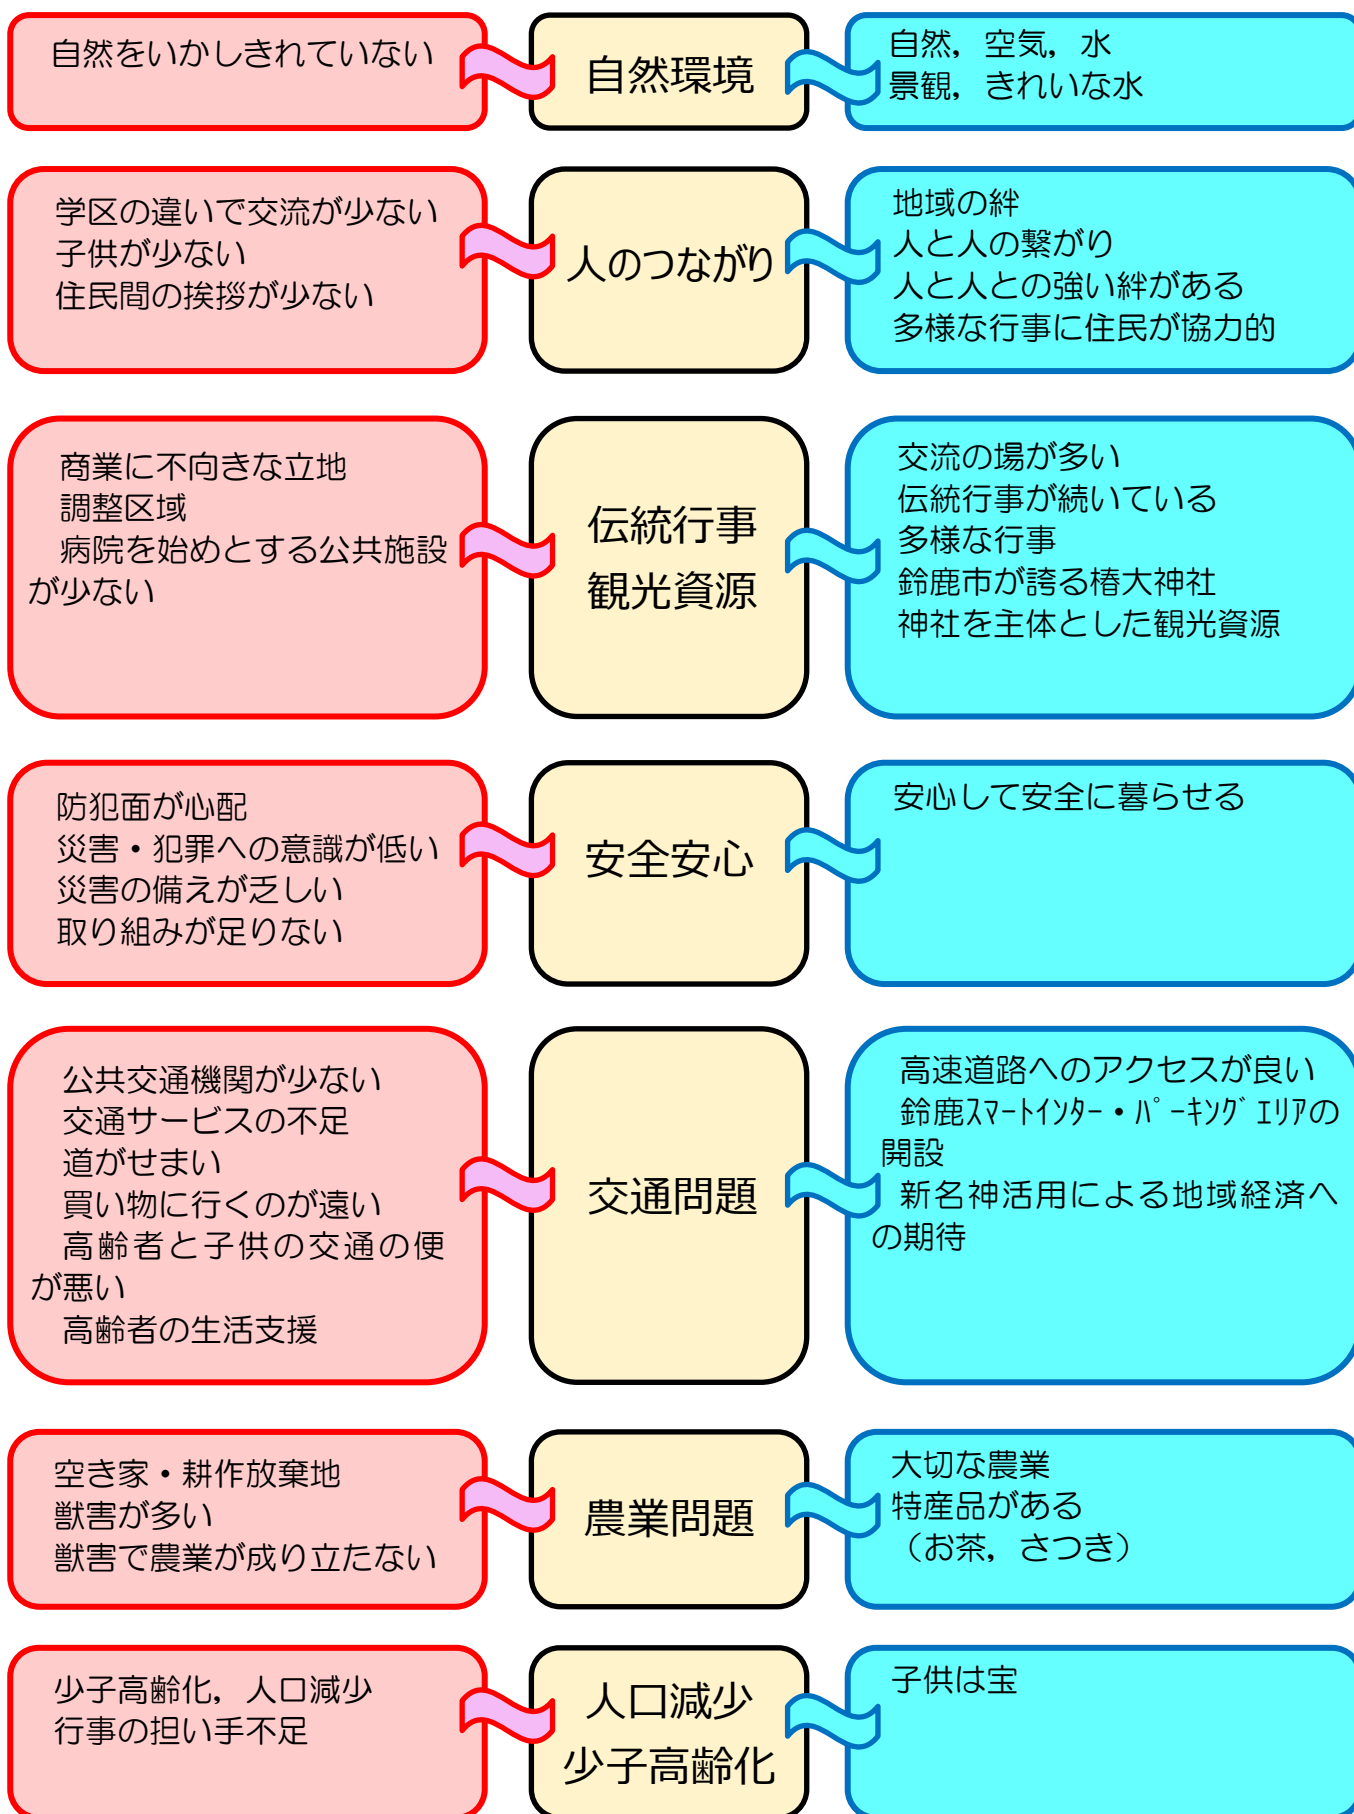 自然をいかしきれていない
自然環境
自然，空気，水
景観，きれいな水
学区の違いで交流が少ない
子供が少ない
住民間の挨拶が少ない
人のつながり
地域の絆
人と人の繋がり
人と人との強い絆がある
多様な行事に住民が協力的
商業に不向きな立地
調整区域
病院を始めとする公共施設
が少ない
伝統行事
観光資源
交流の場が多い
伝統行事が続いている
多様な行事
鈴鹿市が誇る椿大神社
神社を主体とした観光資源
防犯面が心配
災害・犯罪への意識が低い
災害の備えが乏しい
取り組みが足りない
安全安心
安心して安全に暮らせる
公共交通機関が少ない
交通サービスの不足
道がせまい
買い物に行くのが遠い
高齢者と子供の交通の便
が悪い
高齢者の生活支援
交通問題
高速道路へのアクセスが良い
鈴鹿ｽﾏｰﾄｲﾝﾀｰ・ﾊﾟｰｷﾝｸﾞｴﾘｱの
開設
新名神活用による地域経済へ
の期待
空き家・耕作放棄地
獣害が多い
獣害で農業が成り立たない
農業問題
大切な農業
特産品がある
（お茶，さつき）
少子高齢化，人口減少
行事の担い手不足
人口減少
少子高齢化
子供は宝